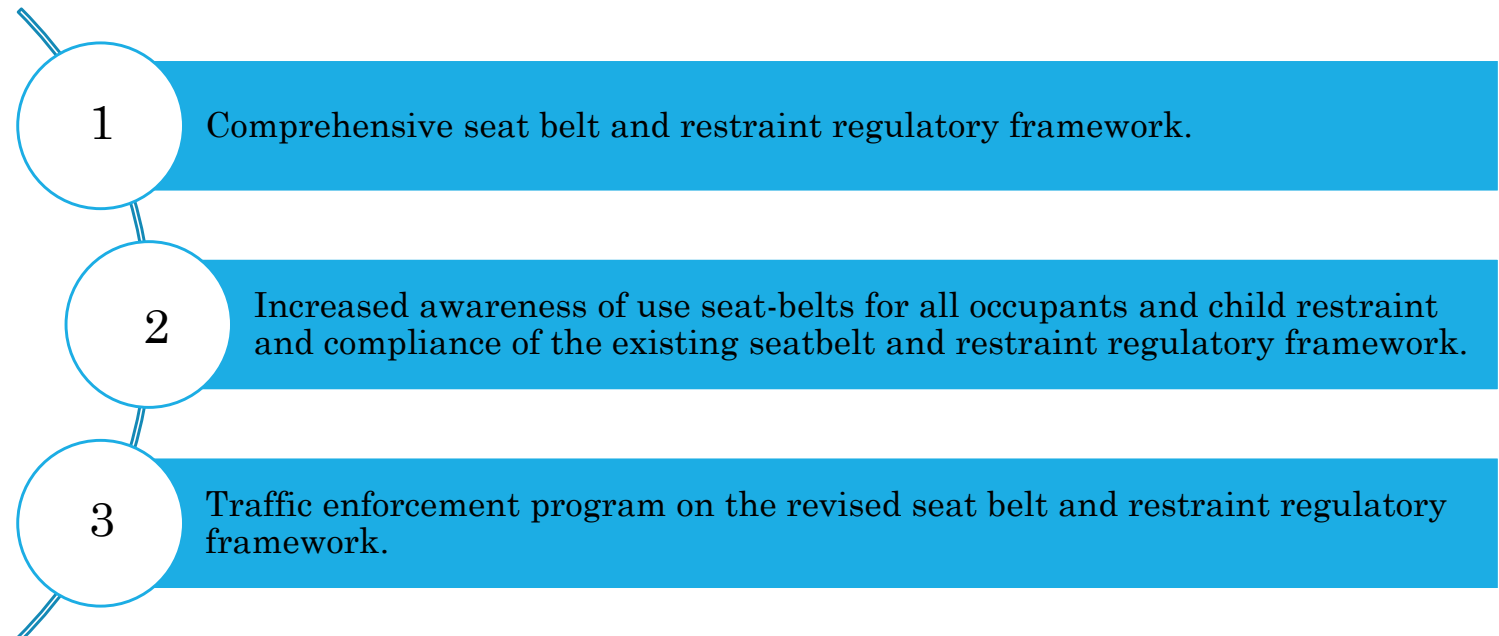 1
Comprehensive seat belt and restraint regulatory framework.
2
Increased awareness of use seat-belts for all occupants and child restraint
and compliance of the existing seatbelt and restraint regulatory framework.
3
Traffic enforcement program on the revised seat belt and restraint regulatory
framework.